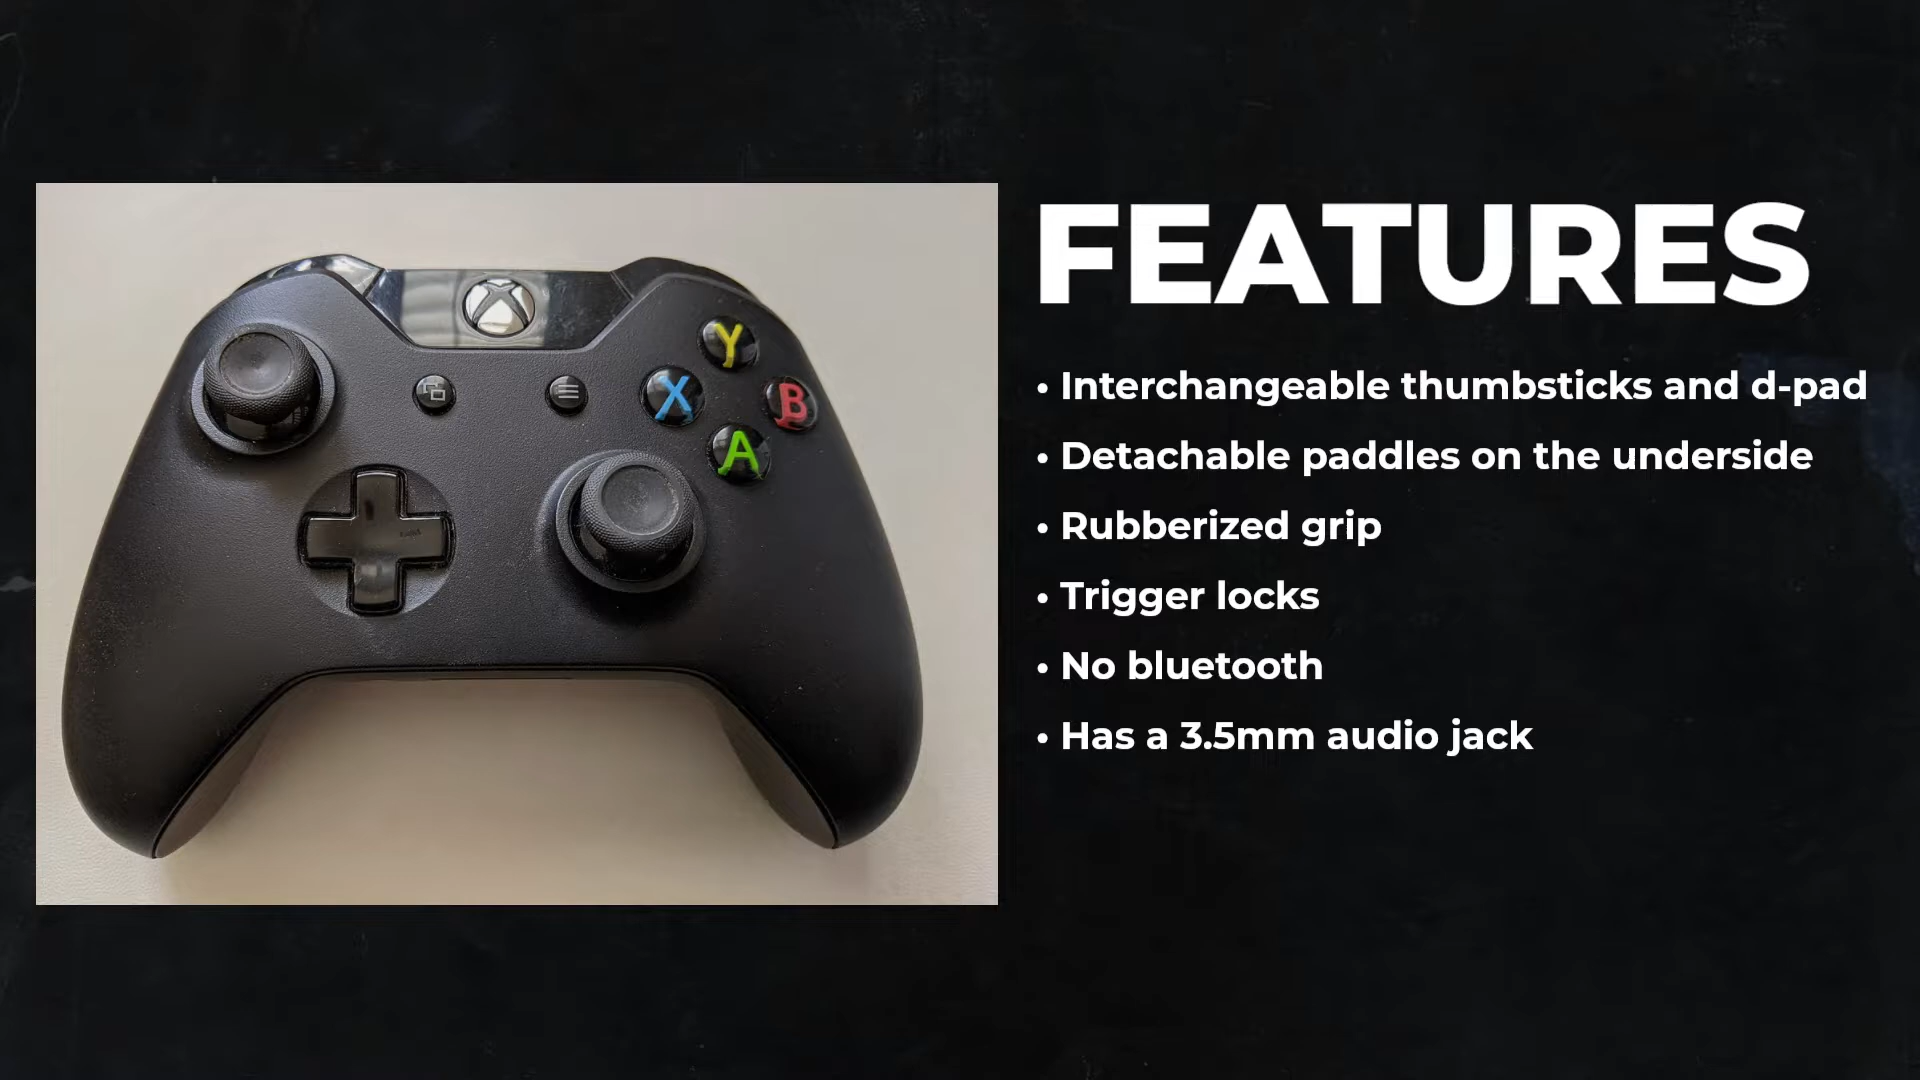 FEATURES
• Interchangeable thumbsticks and d-pad
• Detachable paddles on the underside
• Rubberized grip
• Trigger locks
• No bluetooth
• Has a 3.5mm audio jack
Y
X
B
A